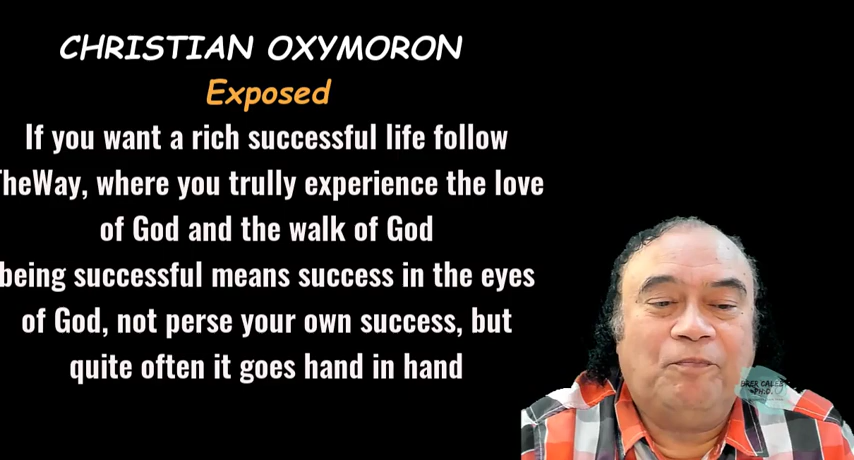 CHRISTIAN OXYMORON
Exposed
If you want a rich successful life follow
TheWay, where you trully experience the love
of God and the walk of God
being successful means success in the eyes
of God, not perse your own success, but
quite often it goes hand in hand
PH.D.